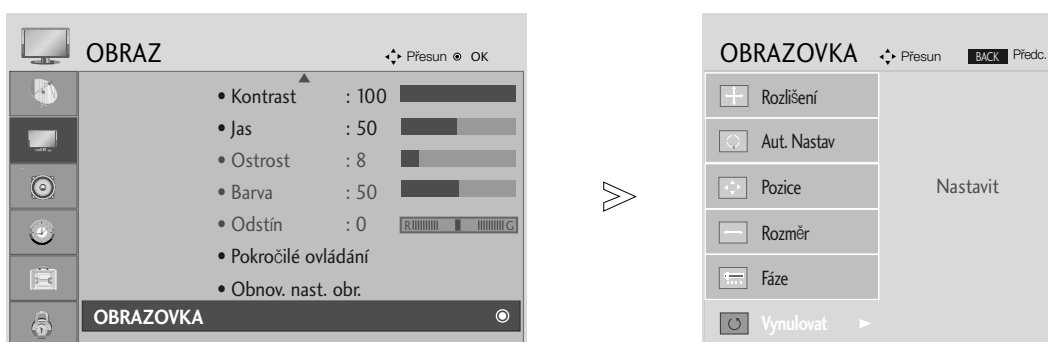 OBRAZ Přesun OK
• Kontrast : 100
• Jas : 50
• Ostrost : 8
• Barva : 50
• Odstín : 0 R G
• Pokročilé ovládání
• Obnov. nast. obr.
OBRAZOVKA
OBRAZOVKA Přesun BACK Předc.
Rozlišení
Aut. Nastav
Pozice
Nastavit
Rozměr
Fáze
Vynulovat